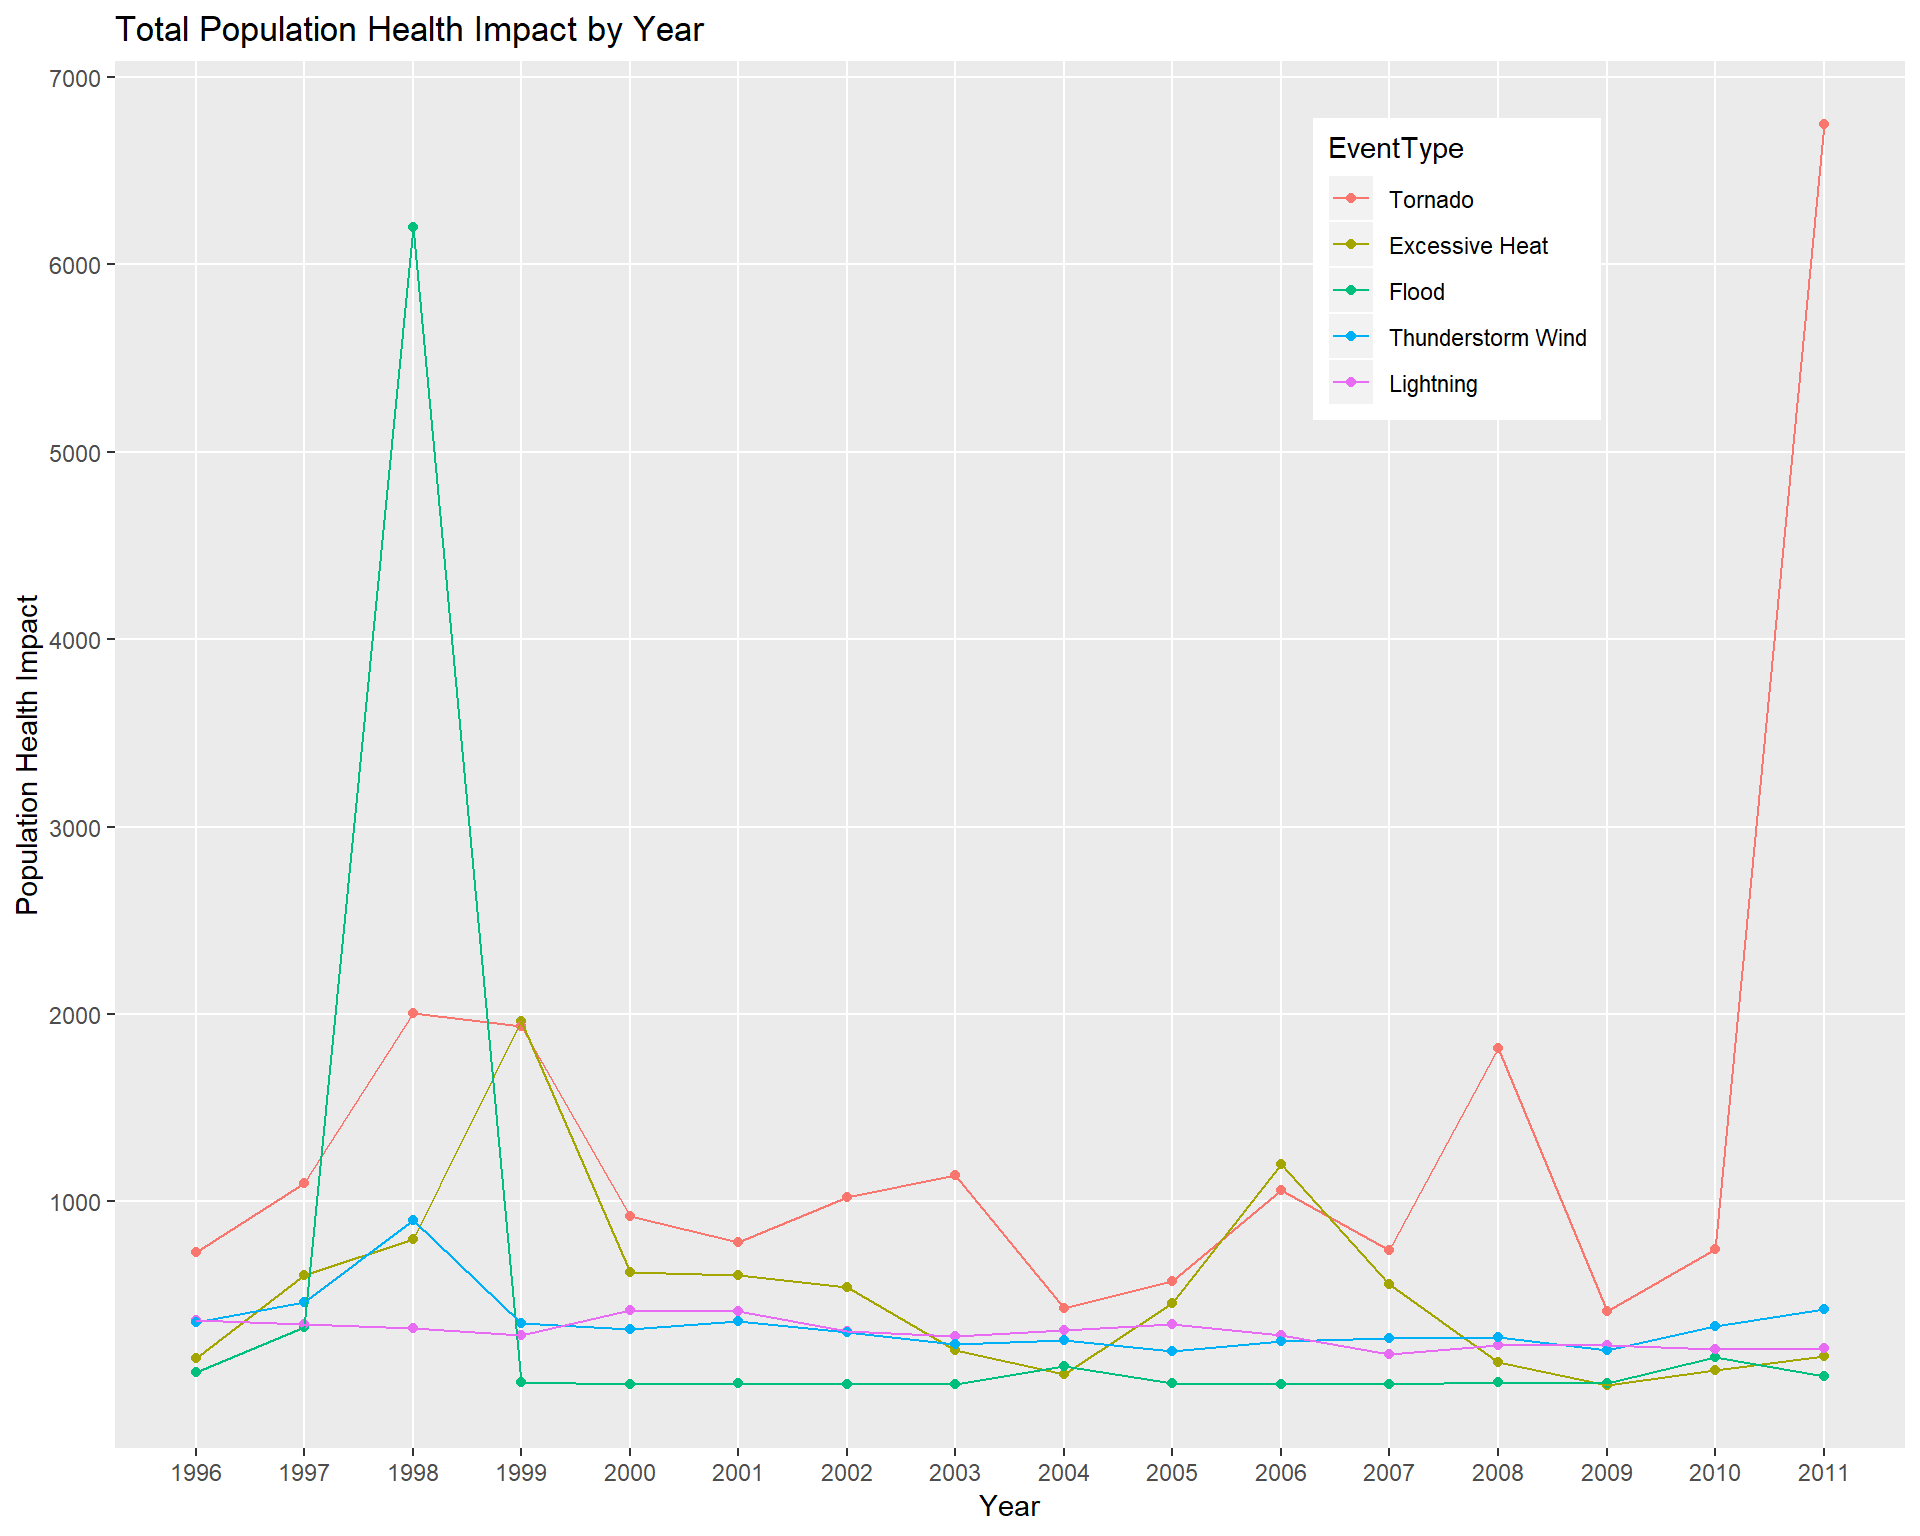 Total Population Health Impact by Year
7000
6000
5000
4000
3000
2000
1000
Population Health Impact
EventType
Tornado
Excessive Heat
Flood
Thunderstorm Wind
Lightning
1996 1997 1998 1999 2000 2001 2002 2003 2004 2005 2006 2007 2008 2009 2010 2011
Year